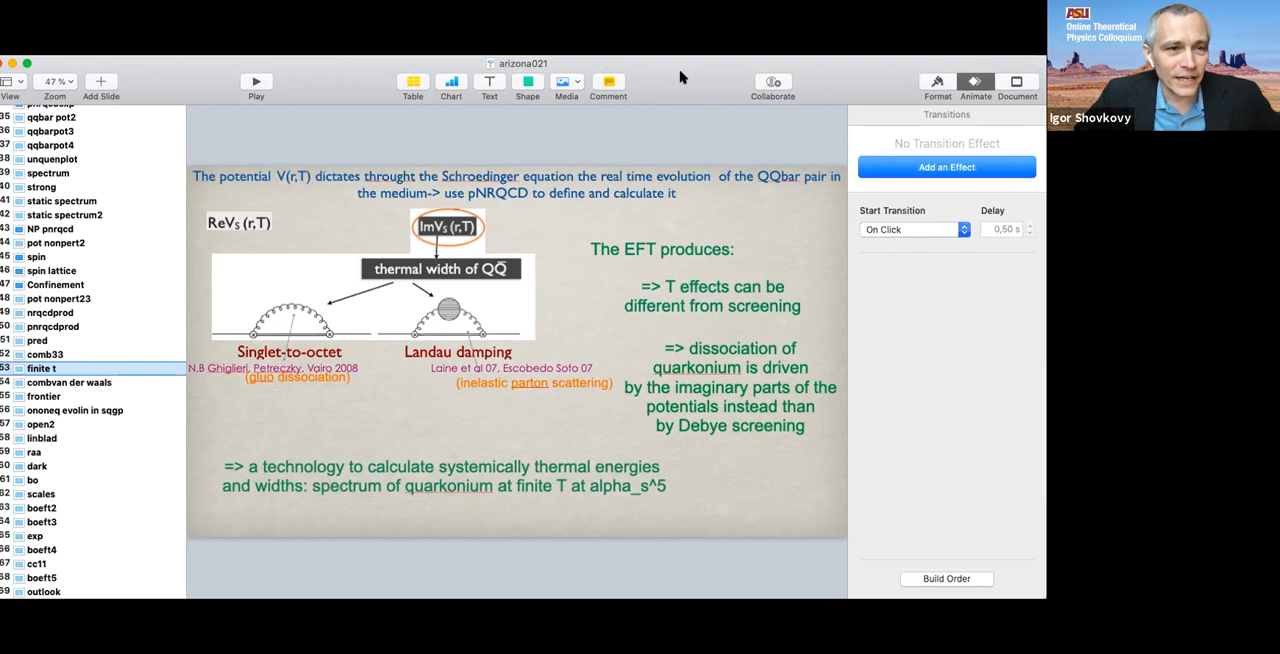 arizona021
47 %
View
Zoom
Add Slide
Play
Table
Chart
Text
Shape
Media
Comment
Collaborate
Format
Animate
Document
35 qqbar pot2
36 qqbarpot3
37 qqbarpot4
38 unquenplot
39 spectrum
40 strong
41 static spectrum
42 static spectrum2
43 NP pnrqcd
44 pot nonpert2
45 spin
46 spin lattice
47 Confinement
48 pot nonpert23
49 nrqcdprod
50 pnrqcdprod
51 pred
52 comb33
53 finite t
54 combvan der waals
55 frontier
56 ononeq evolin in sqgp
57 open2
58 linblad
59 raa
60 dark
61 bo
62 scales
63 boeft2
64 boeft3
65 exp
66 boeft4
67 cc11
68 boeft5
69 outlook
The potential V(r,T) dictates throught the Schroedinger equation the real time evolution of the QQbar pair in
the medium-> use pNRQCD to define and calculate it
ReVs (r,T)
ImVs (r,T)
thermal width of QQ̄
Singlet-to-octet
N.B Ghiglieri, Petreczky, Vairo 2008
(gluo dissociation)
Landau damping
Laine et al 07, Escobedo Soto 07
(inelastic parton scattering)
The EFT produces:
=> T effects can be
different from screening
=> dissociation of
quarkonium is driven
by the imaginary parts of the
potentials instead than
by Debye screening
=> a technology to calculate systemically thermal energies
and widths: spectrum of quarkonium at finite T at alpha_s^5
Transitions
No Transition Effect
Add an Effect
Start Transition
Delay
On Click
0,50 s
Build Order
ASU
Online Theoretical
Physics Colloquium
Igor Shovkovy